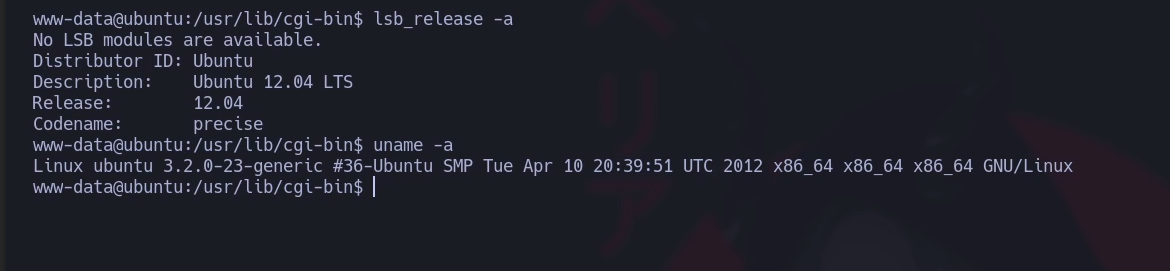 www-data@ubuntu:/usr/lib/cgi-bin$ lsb_release -a
No LSB modules are available.
Distributor ID: Ubuntu
Description:    Ubuntu 12.04 LTS
Release:        12.04
Codename:       precise
www-data@ubuntu:/usr/lib/cgi-bin$ uname -a
Linux ubuntu 3.2.0-23-generic #36-Ubuntu SMP Tue Apr 10 20:39:51 UTC 2012 x86_64 x86_64 x86_64 GNU/Linux
www-data@ubuntu:/usr/lib/cgi-bin$